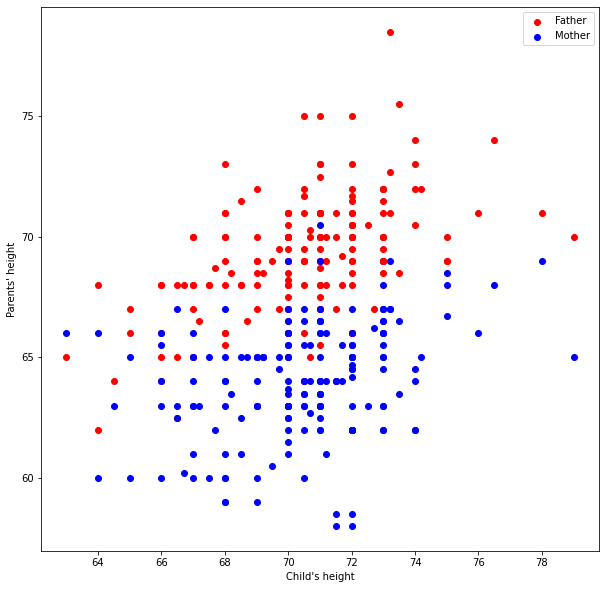 Father
Mother
75
70
65
60
Parents' height
64 66 68 70 72 74 76 78
Child's height